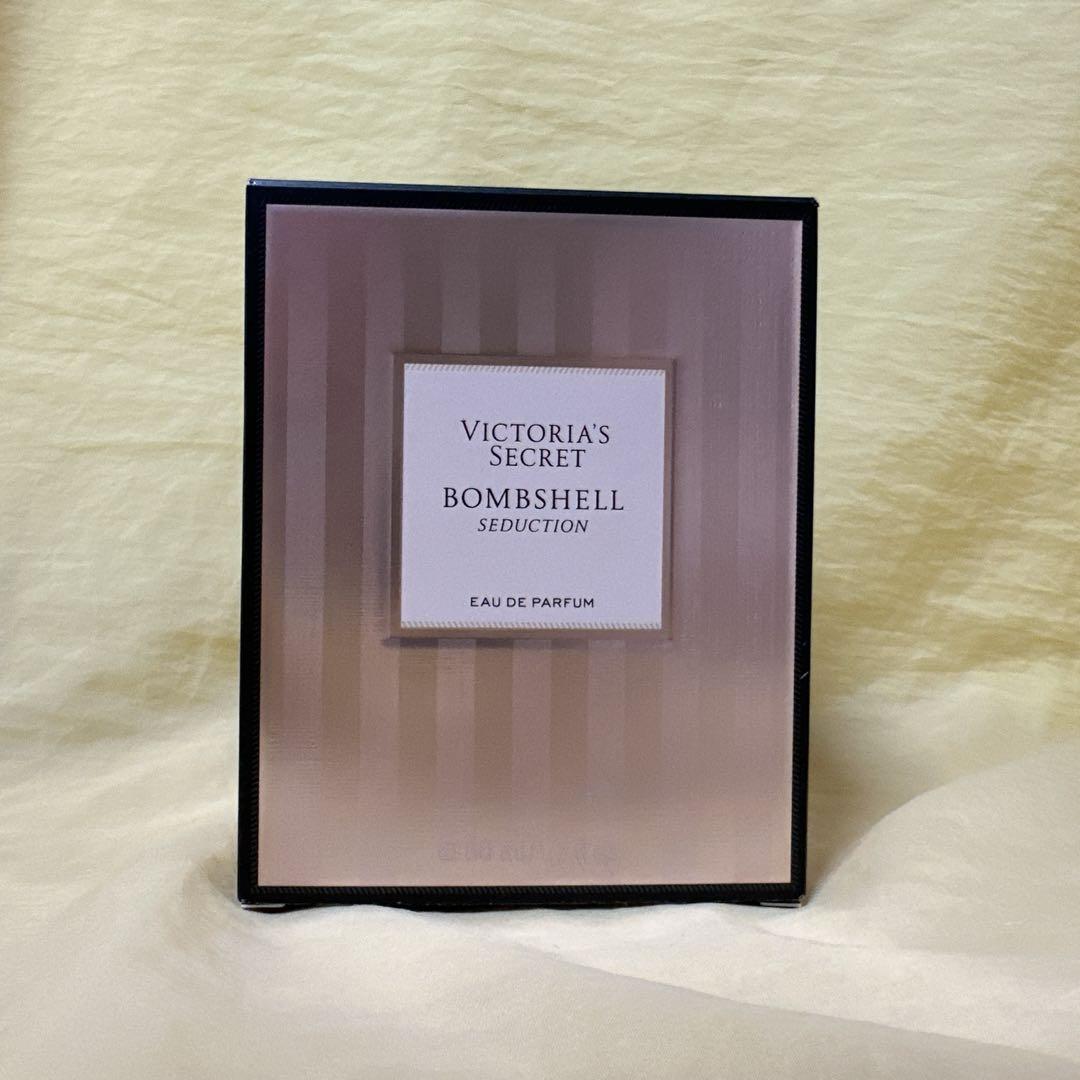 VICTORIA'S
SECRET
BOMBSHELL
SEDUCTION
EAU DE PARFUM